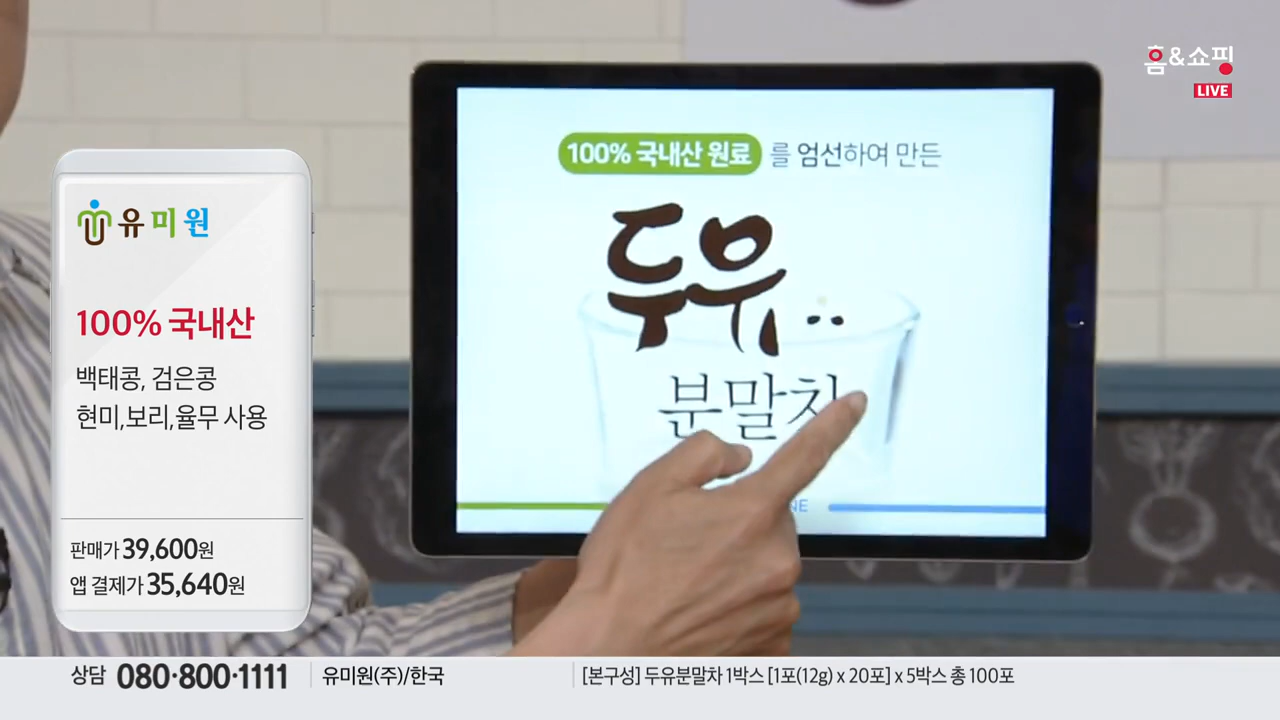 홈&쇼핑
LIVE
100% 국내산 원료 를 엄선하여 만든
두유
분말차
NE
유미원
100% 국내산
백태콩, 검은콩
현미,보리,율무 사용
판매가 39,600원
앱 결제가 35,640원
상담 080·800·1111
유미원(주)/한국
[본구성] 두유분말차 1박스 [1포(12g) x 20포] x 5박스 총 100포